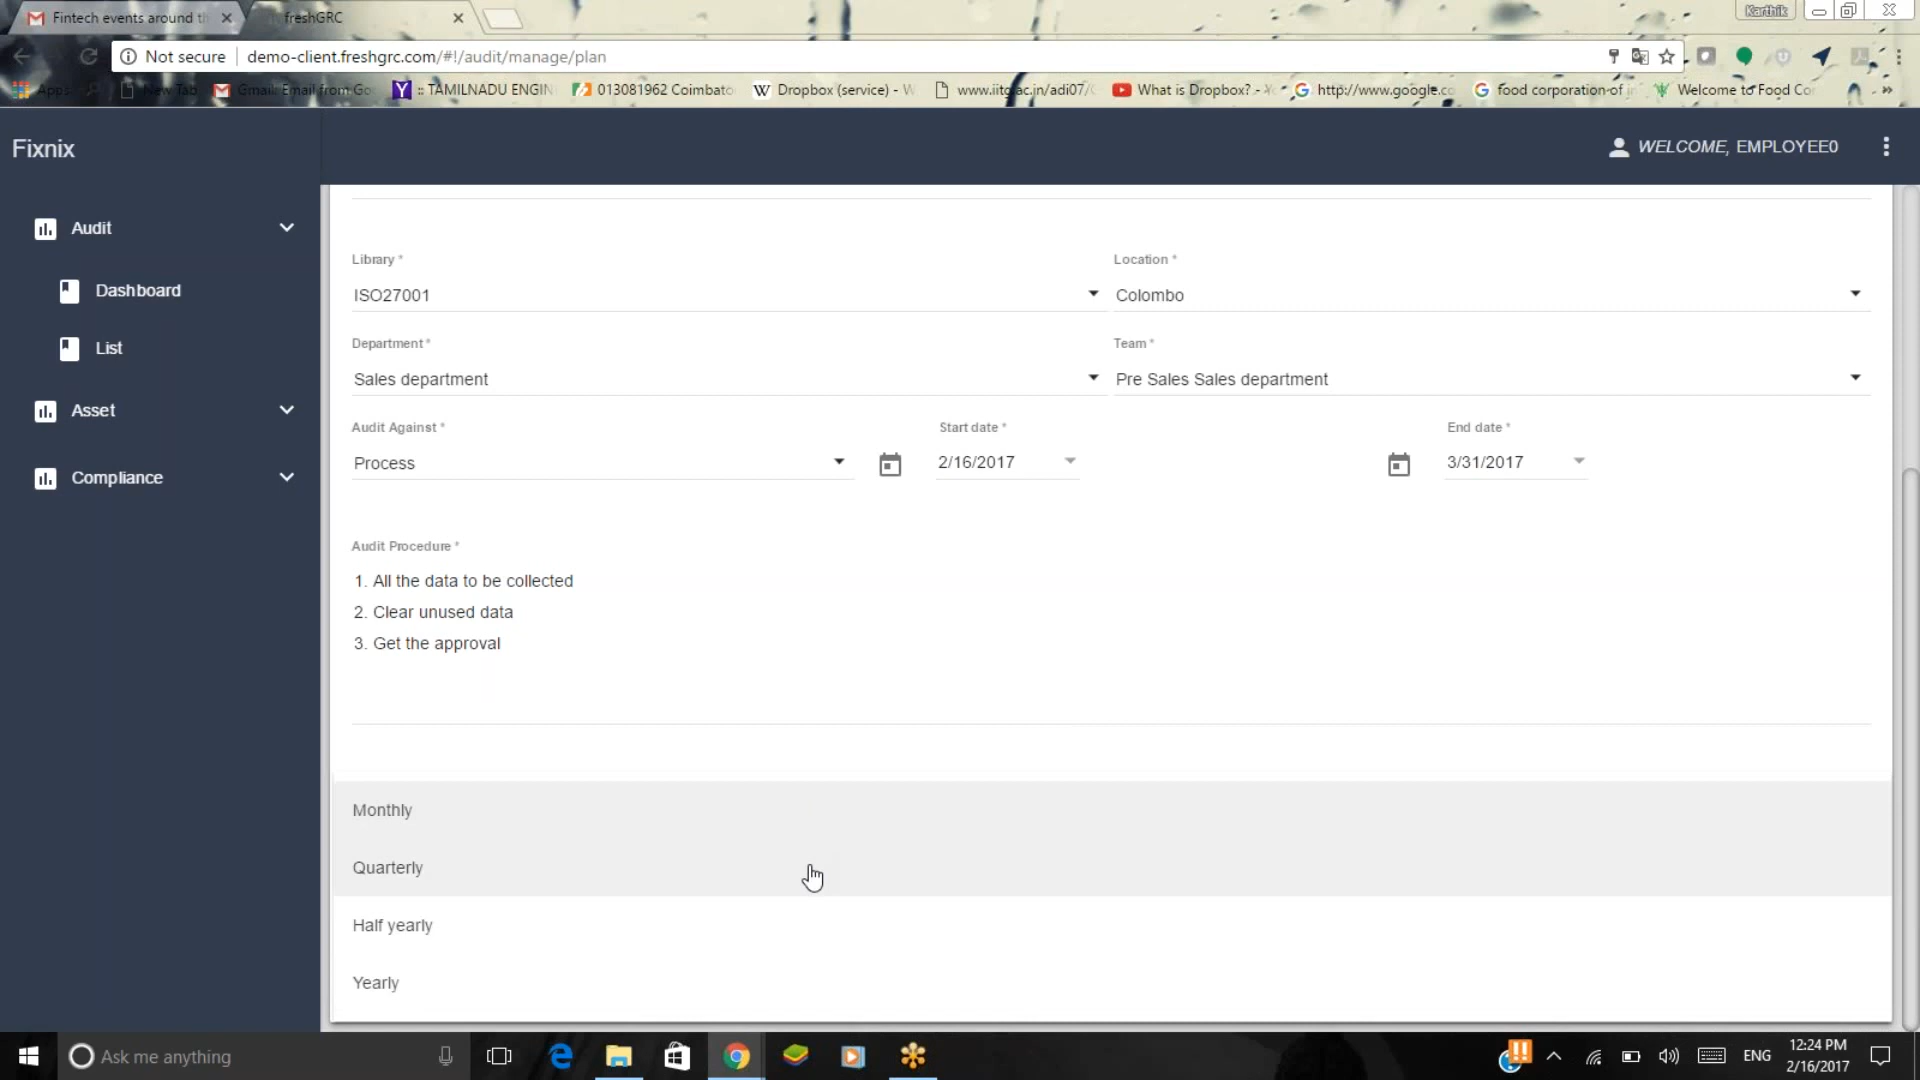 Fintech events around th
freshGRC
Karthik
Not secure
demo-client.freshgrc.com/#!/audit/manage/plan
Apps
New Tab
Gmail: Email from Go
:: TAMILNADU ENGIN
013081962 Coimbato
Dropbox (service) - W
www.iitg.ac.in/adi07/
What is Dropbox? -
http://www.google.co
food corporation of in
Welcome to Food Cor
Fixnix
WELCOME, EMPLOYEE0
Audit
Dashboard
List
Asset
Compliance
Library *
Location *
ISO27001
Colombo
Department *
Team *
Sales department
Pre Sales Sales department
Audit Against *
Start date *
End date *
Process
2/16/2017
3/31/2017
Audit Procedure *
1. All the data to be collected
2. Clear unused data
3. Get the approval
Monthly
Quarterly
Half yearly
Yearly
Ask me anything
ENG
12:24 PM
2/16/2017